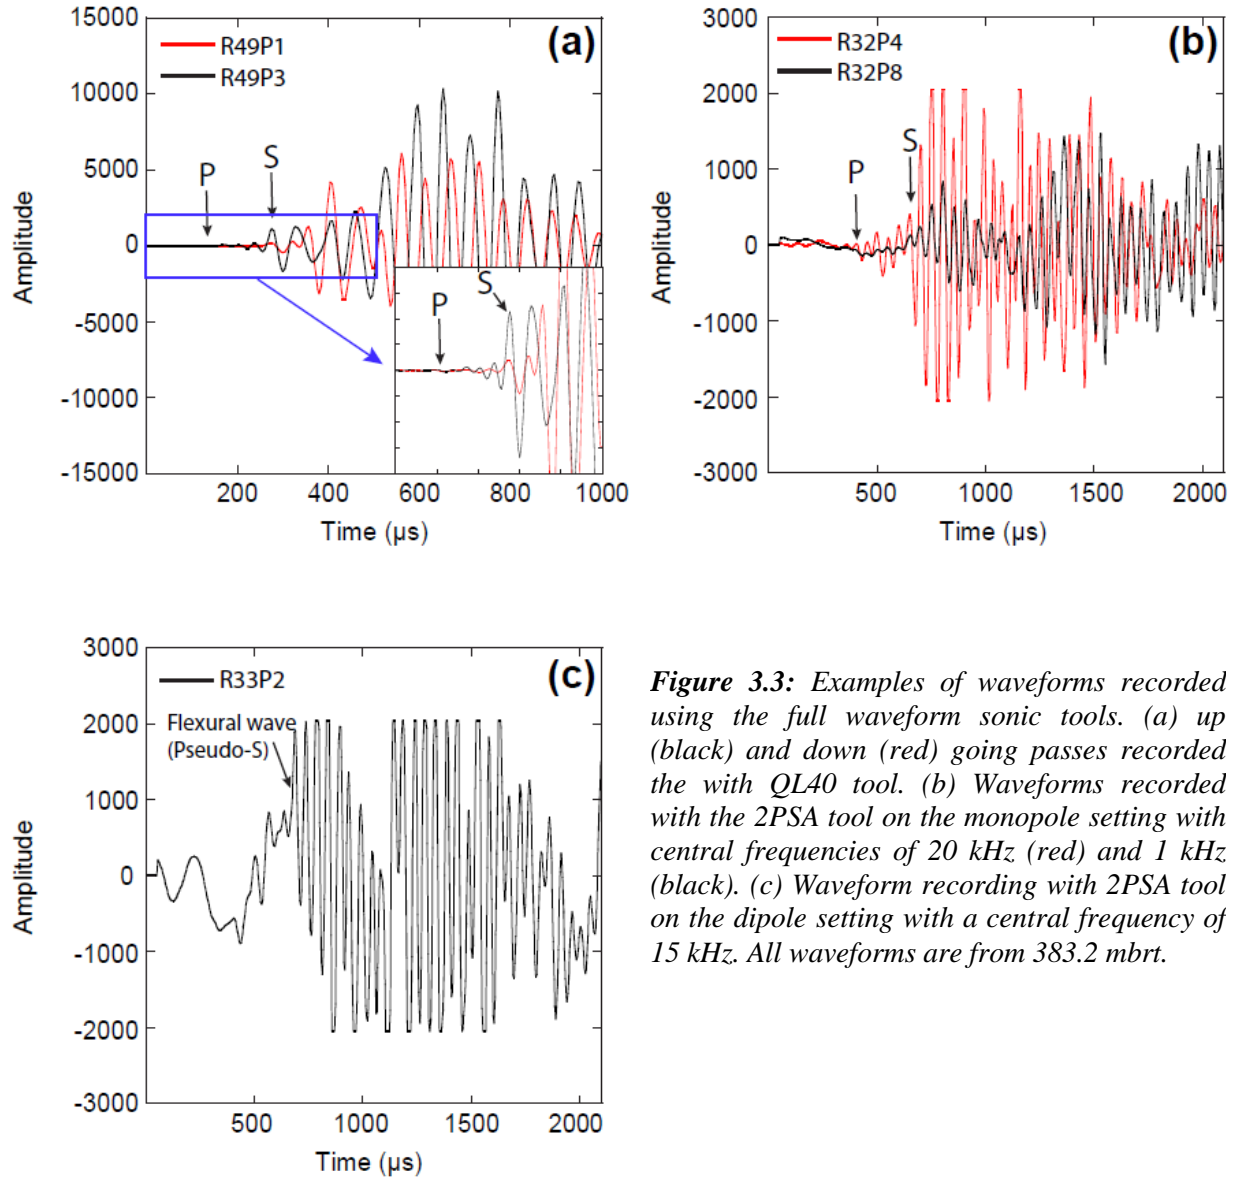 15000
10000
5000
0
-5000
-10000
-15000
Amplitude
R49P1
R49P3
(a)
P
S
P
S
200 400 600 800 1000
Time (µs)
3000
2000
1000
0
-1000
-2000
-3000
Amplitude
R32P4
R32P8
(b)
P
S
500 1000 1500 2000
Time (µs)
3000
2000
1000
0
-1000
-2000
-3000
Amplitude
R33P2
(c)
Flexural wave
(Pseudo-S)
500 1000 1500 2000
Time (µs)
Figure 3.3: Examples of waveforms recorded
using the full waveform sonic tools. (a) up
(black) and down (red) going passes recorded
the with QL40 tool. (b) Waveforms recorded
with the 2PSA tool on the monopole setting with
central frequencies of 20 kHz (red) and 1 kHz
(black). (c) Waveform recording with 2PSA tool
on the dipole setting with a central frequency of
15 kHz. All waveforms are from 383.2 mbrt.